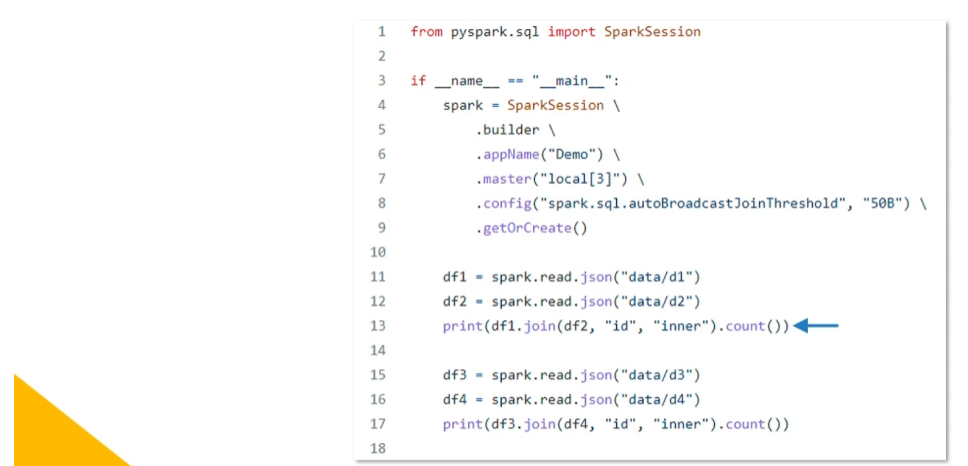 1 from pyspark.sql import SparkSession
2
3 if __name__ == "__main__":
4     spark = SparkSession \
5         .builder \
6         .appName("Demo") \
7         .master("local[3]") \
8         .config("spark.sql.autoBroadcastJoinThreshold", "50B") \
9         .getOrCreate()
10
11     df1 = spark.read.json("data/d1")
12     df2 = spark.read.json("data/d2")
13     print(df1.join(df2, "id", "inner").count())
14
15     df3 = spark.read.json("data/d3")
16     df4 = spark.read.json("data/d4")
17     print(df3.join(df4, "id", "inner").count())
18